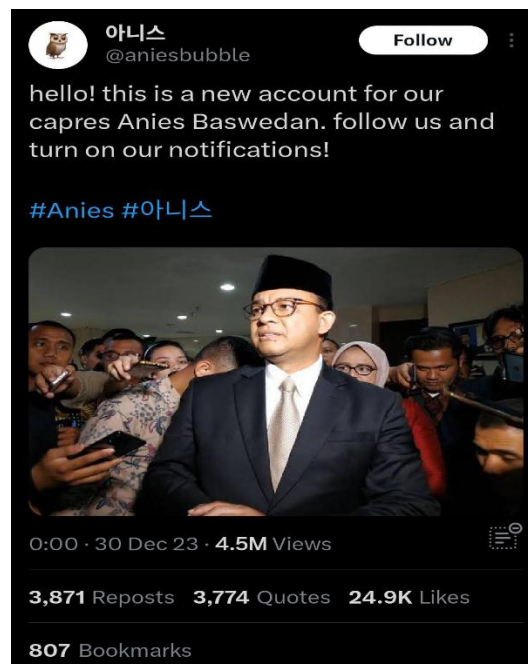 아니스
Follow
@aniesbubble
hello! this is a new account for our
capres Anies Baswedan. follow us and
turn on our notifications!
#Anies #아니스
0:00 · 30 Dec 23 · 4.5M Views
3,871 Reposts 3,774 Quotes 24.9K Likes
807 Bookmarks